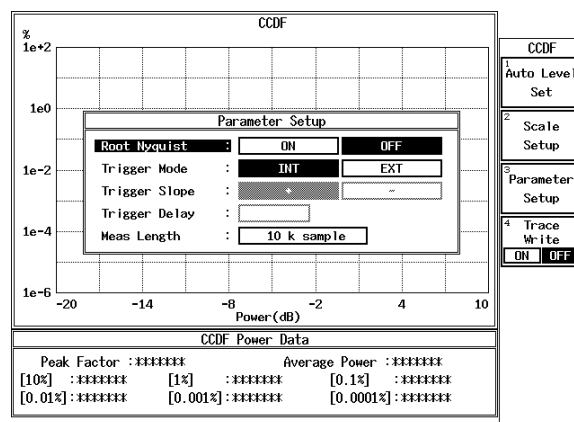 CCDF
%
1e+2
1e0
1e-2
1e-4
1e-6
-20 -14 -8 -2 4 10
Power(dB)
Parameter Setup
Root Nyquist : ON OFF
Trigger Mode : INT EXT
Trigger Slope : + -
Trigger Delay :
Meas Length : 10 k sample
CCDF Power Data
Peak Factor :******* Average Power :*******
[10%] :******* [1%] :******* [0.1%] :*******
[0.01%]:******* [0.001%]:******* [0.0001%]:*******
CCDF
1 Auto Level
Set
2 Scale
Setup
3 Parameter
Setup
4 Trace
Write
ON OFF